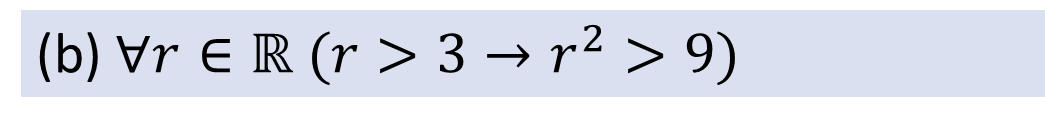 (b) ∀r ∈ ℝ (r > 3 → r² > 9)